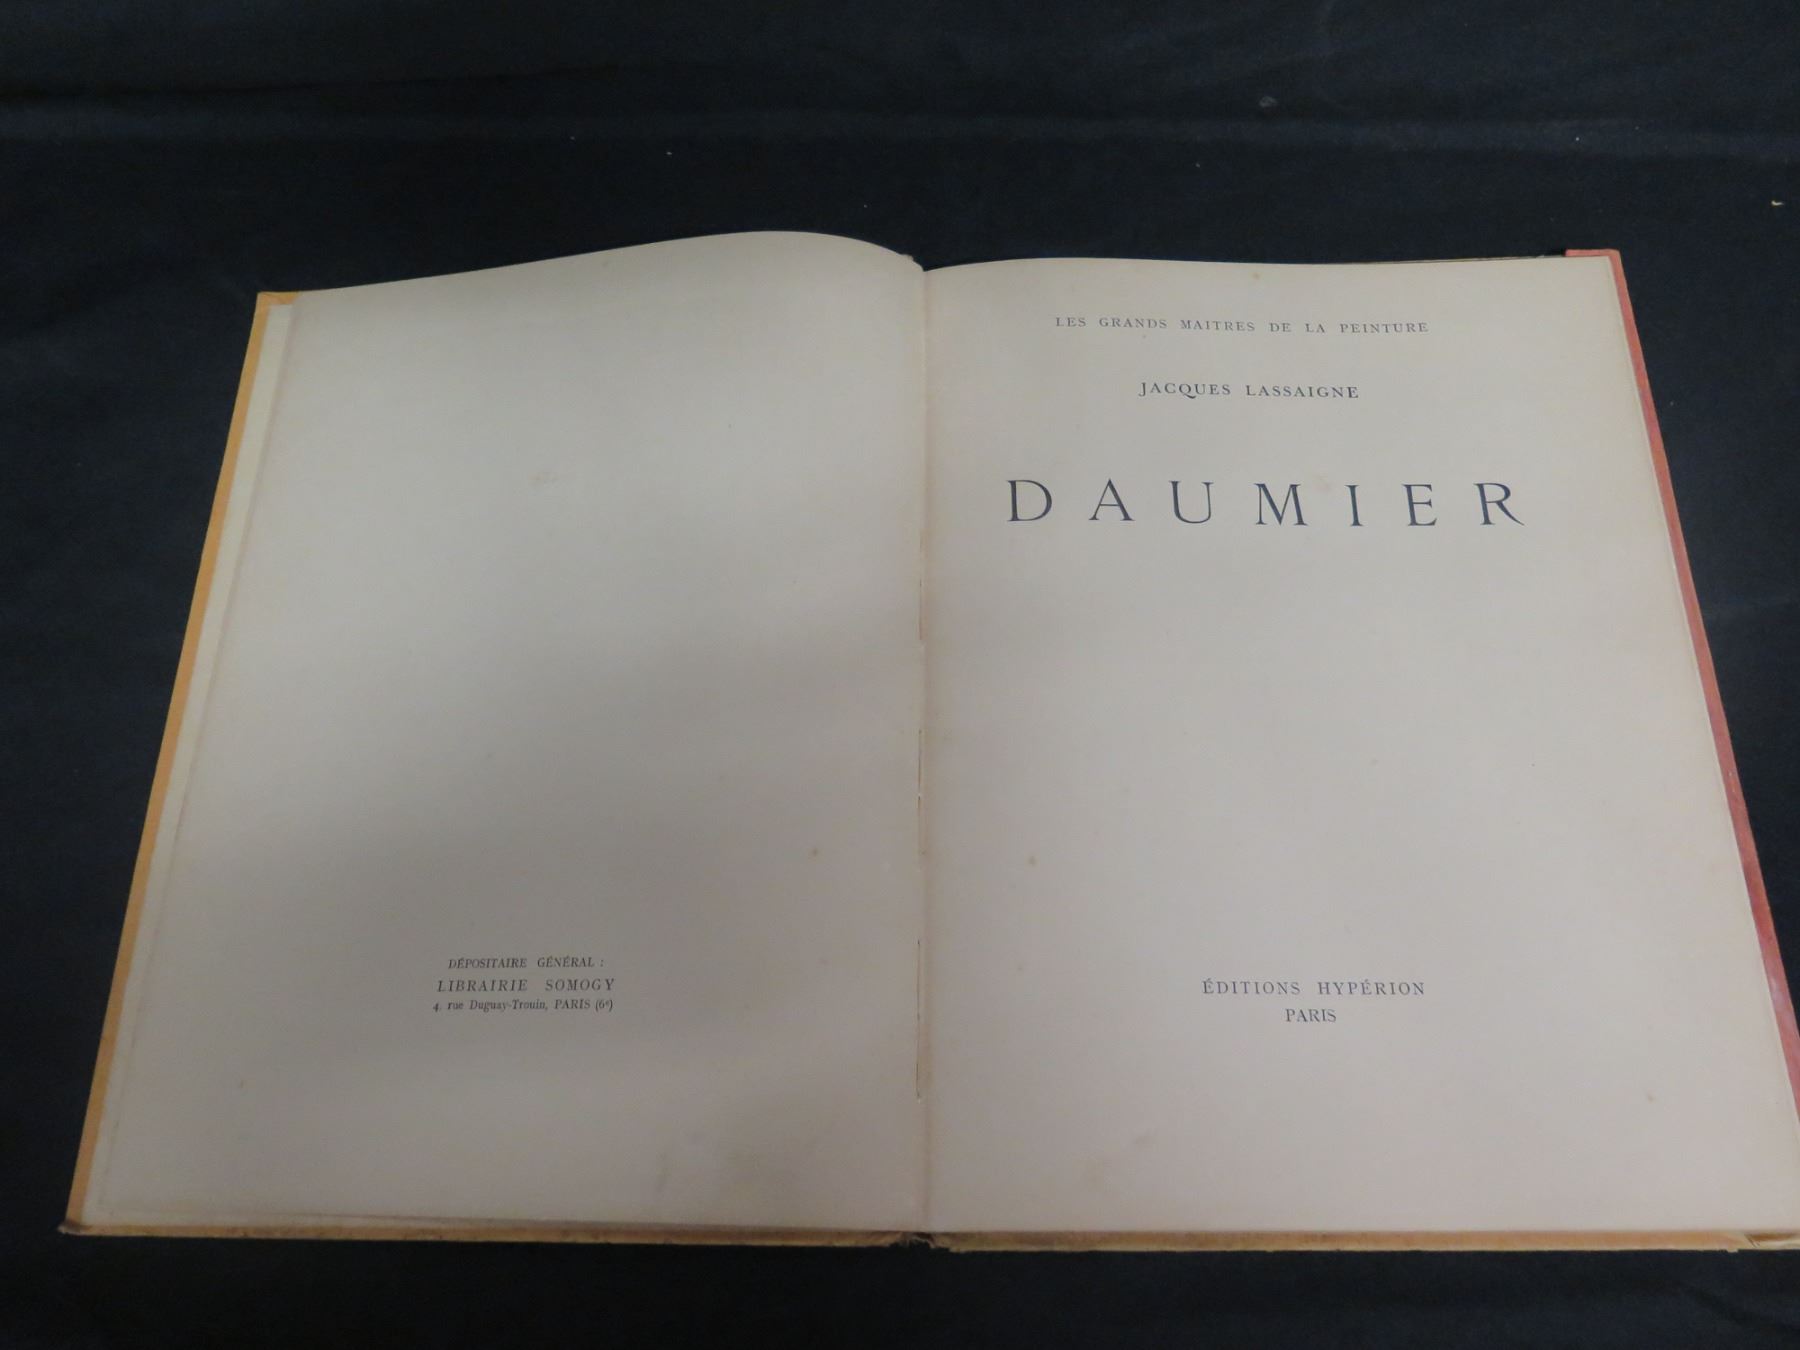 DÉPOSITAIRE GÉNÉRAL :
LIBRAIRIE SOMOGY
4, rue Duguay-Trouin, PARIS (6e)
LES GRANDS MAITRES DE LA PEINTURE
JACQUES LASSAIGNE
DAUMIER
ÉDITIONS HYPÉRION
PARIS